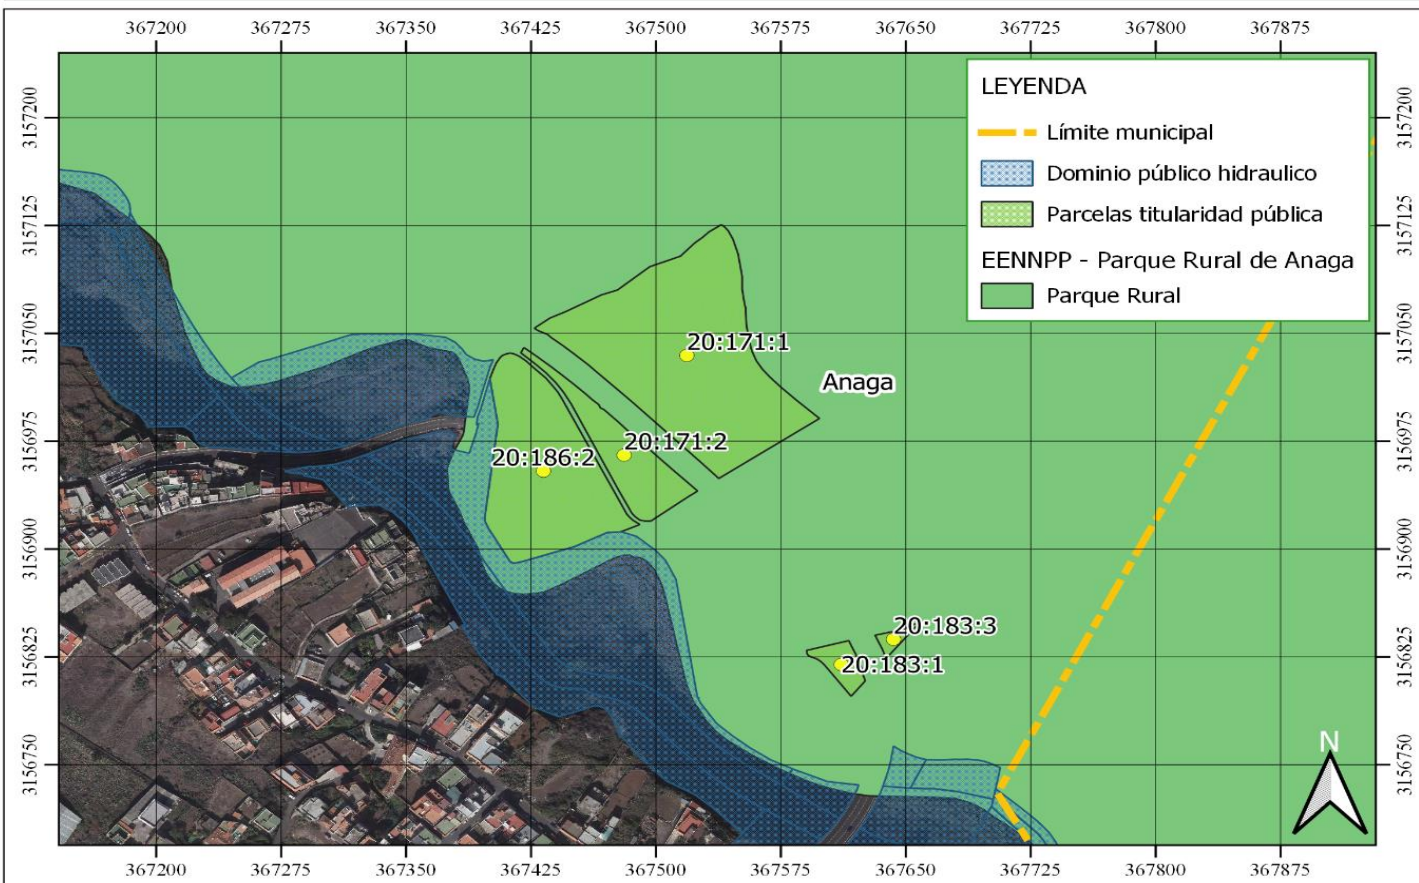 367200 367275 367350 367425 367500 367575 367650 367725 367800 367875
LEYENDA
Límite municipal
Dominio público hidraulico
Parcelas titularidad pública
EENNPP - Parque Rural de Anaga
Parque Rural
3157200
3157125
3157050
3156975
3156900
3156825
3156750
3157200
3157125
3157050
3156975
3156900
3156825
3156750
20:171:1
Anaga
20:171:2
20:186:2
20:183:3
20:183:1
N
367200 367275 367350 367425 367500 367575 367650 367725 367800 367875